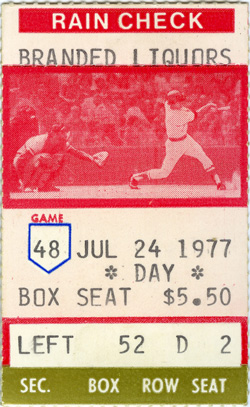 RAIN CHECK
BRANDED LIQUORS
GAME
48 JUL 24 1977
* DAY *
BOX SEAT $5.50
LEFT 52 D 2
SEC. BOX ROW SEAT